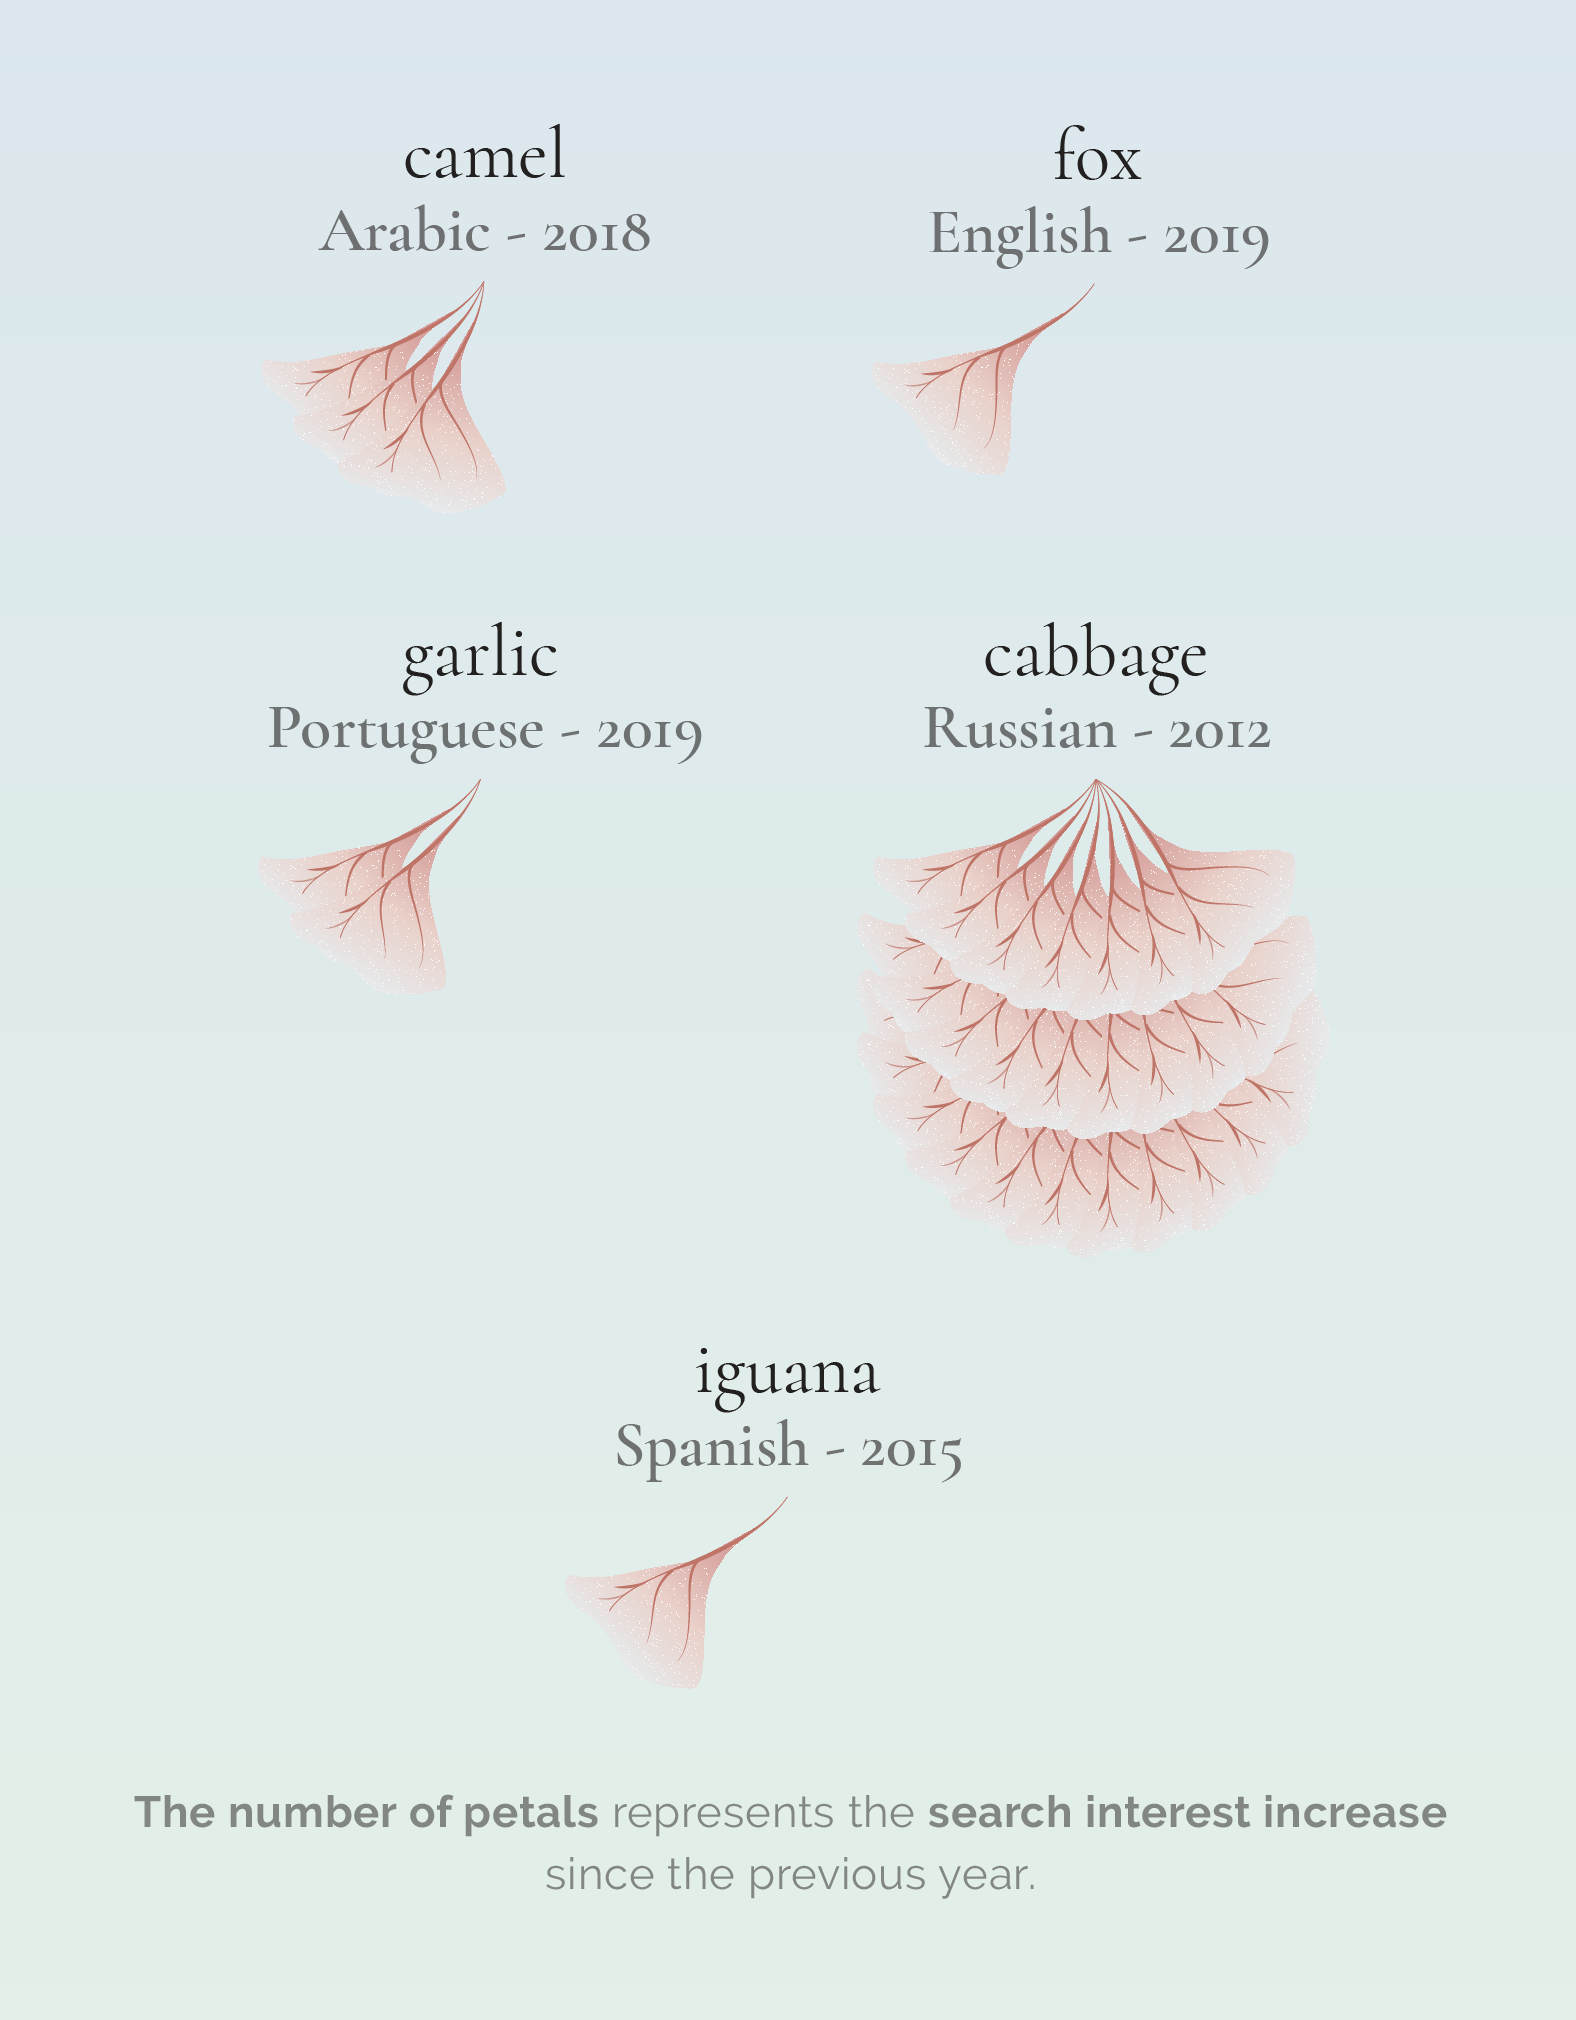 camel
Arabic - 2018
fox
English - 2019
garlic
Portuguese - 2019
cabbage
Russian - 2012
iguana
Spanish - 2015
The number of petals represents the search interest increase
since the previous year.